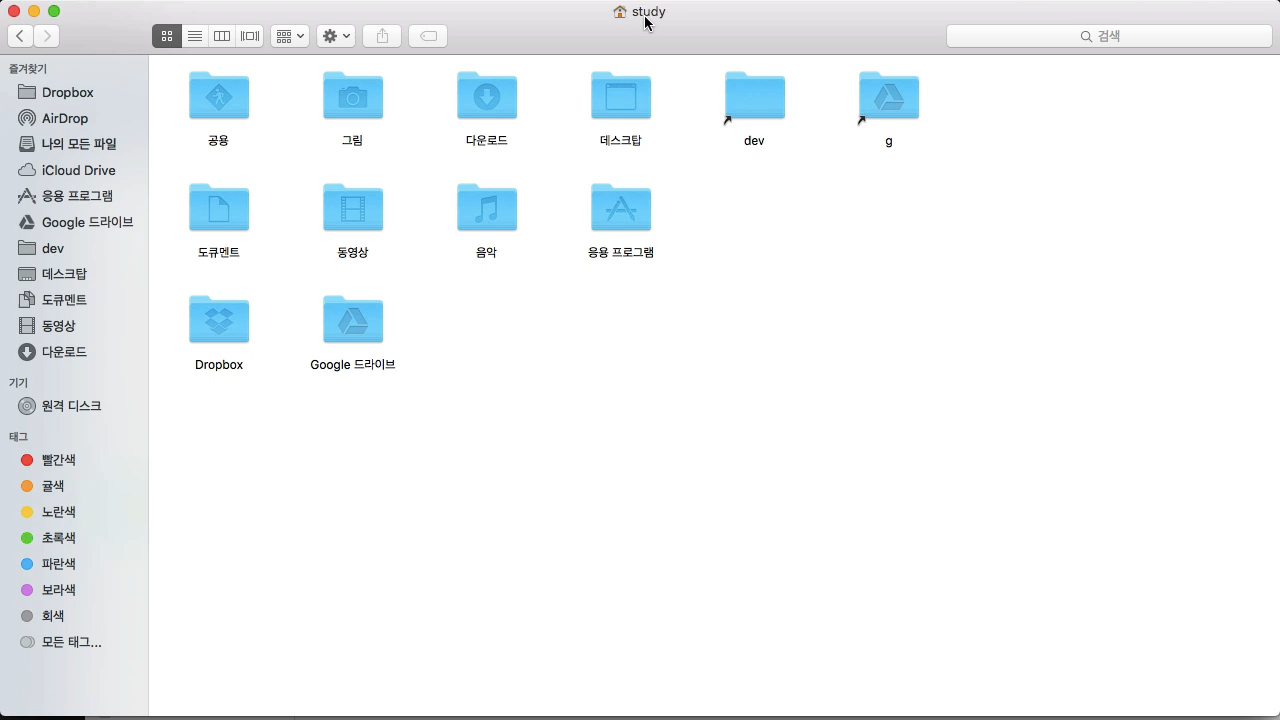 study
검색
즐겨찾기
Dropbox
AirDrop
나의 모든 파일
iCloud Drive
응용 프로그램
Google 드라이브
dev
데스크탑
도큐멘트
동영상
다운로드
기기
원격 디스크
태그
빨간색
귤색
노란색
초록색
파란색
보라색
회색
모든 태그...
공용 그림 다운로드 데스크탑 dev g
도큐멘트 동영상 음악 응용 프로그램
Dropbox Google 드라이브